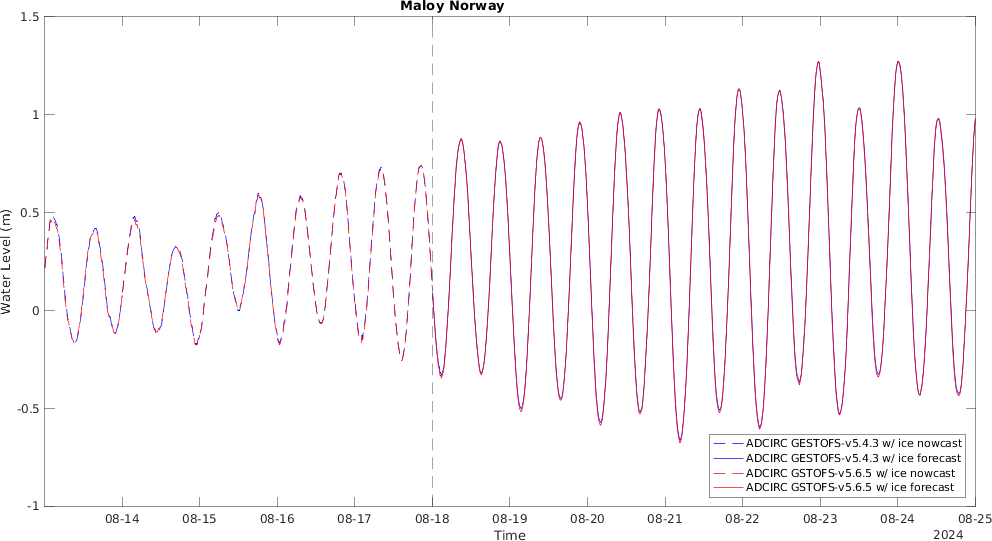 Maloy Norway
1.5
1
0.5
0
-0.5
-1
Water Level (m)
ADCIRC GESTOFS-v5.4.3 w/ ice nowcast
ADCIRC GESTOFS-v5.4.3 w/ ice forecast
ADCIRC GSTOFS-v5.6.5 w/ ice nowcast
ADCIRC GSTOFS-v5.6.5 w/ ice forecast
08-14 08-15 08-16 08-17 08-18 08-19 08-20 08-21 08-22 08-23 08-24 08-25
Time
2024